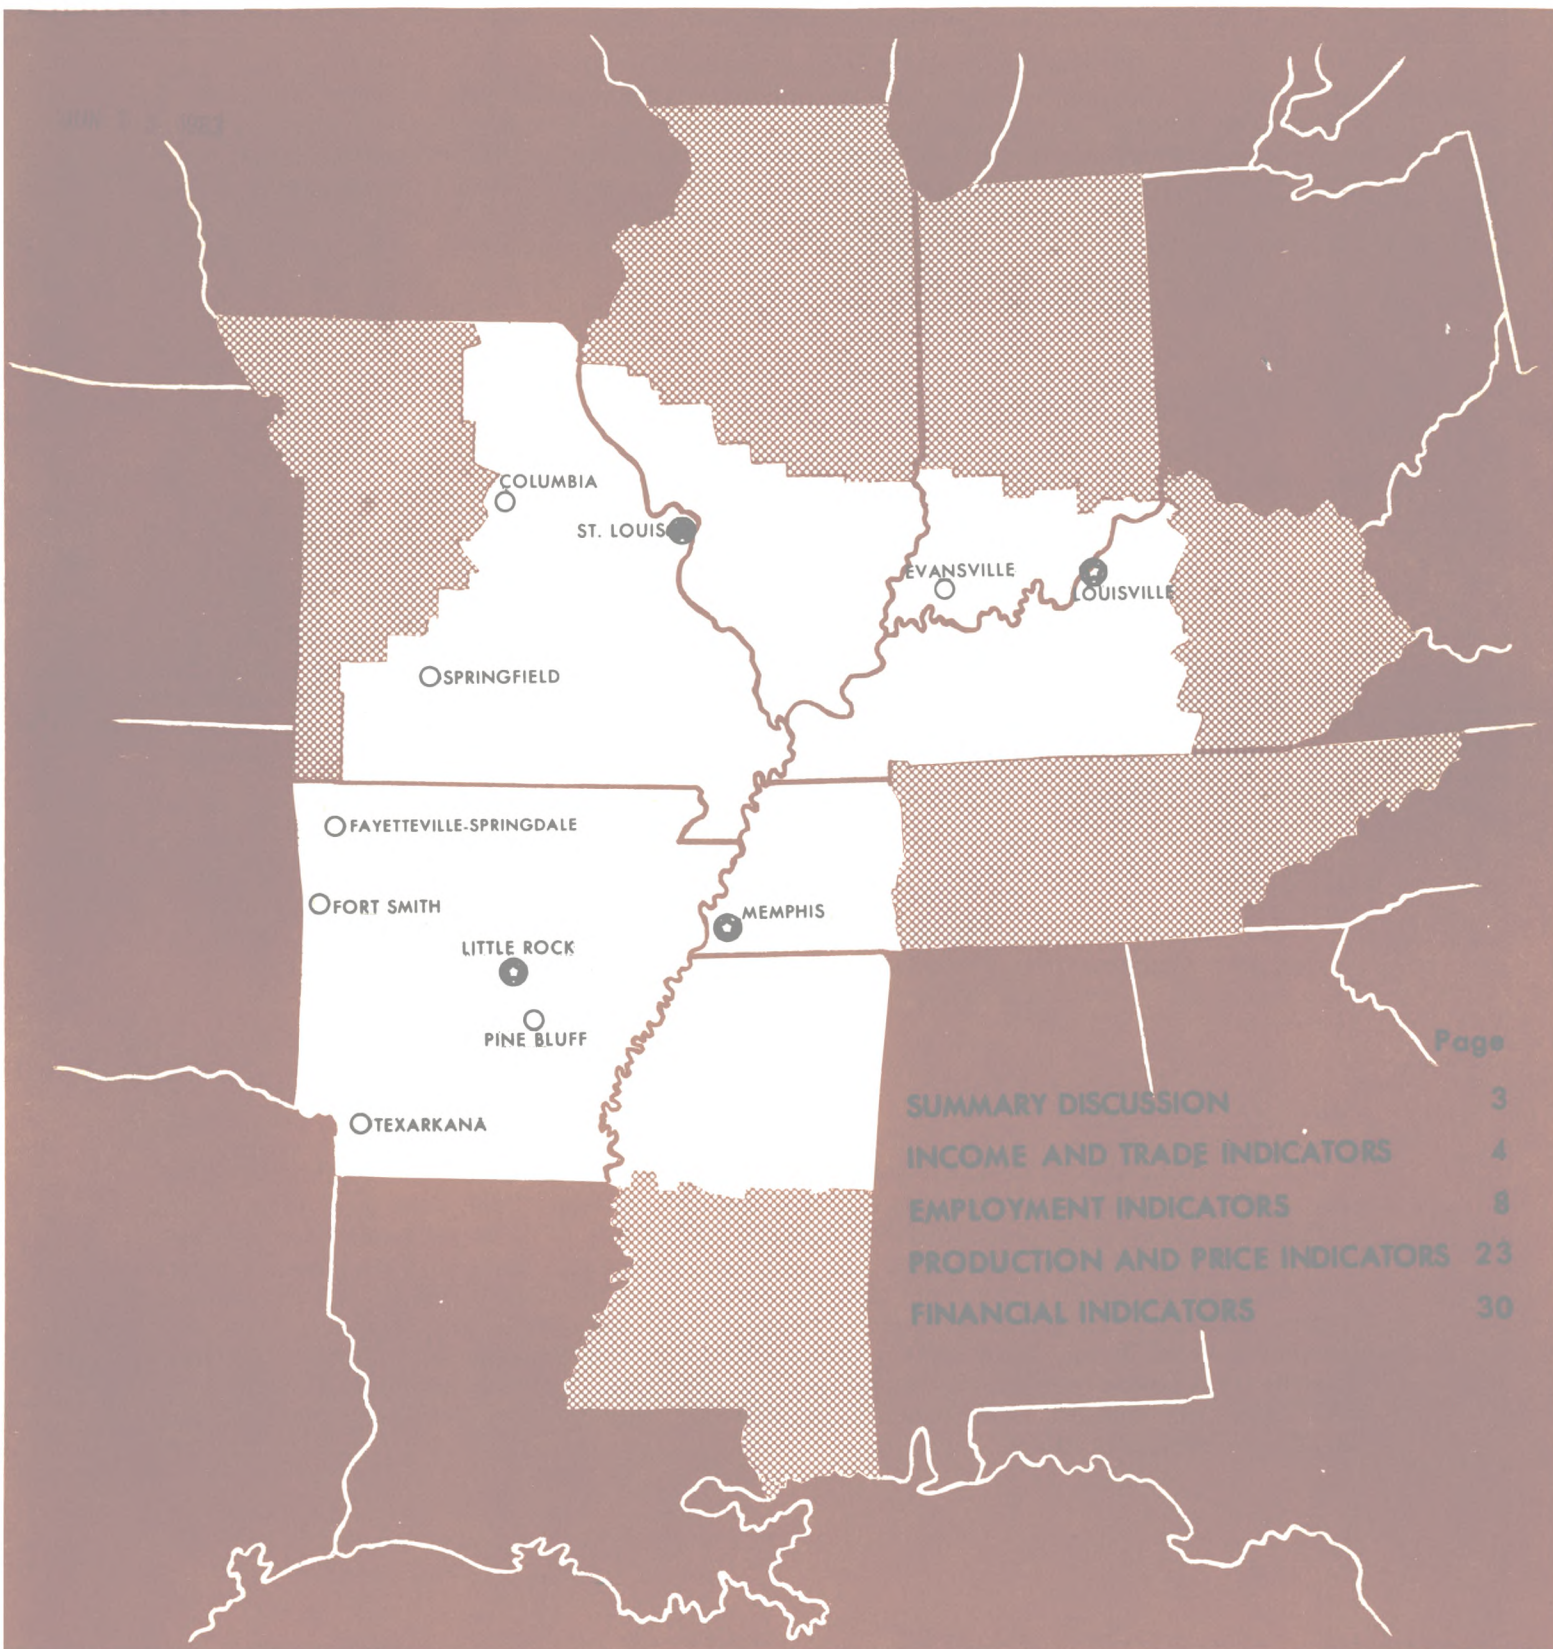 COLUMBIA
ST. LOUIS
EVANSVILLE
LOUISVILLE
SPRINGFIELD
FAYETTEVILLE-SPRINGDALE
FORT SMITH
MEMPHIS
LITTLE ROCK
PINE BLUFF
TEXARKANA
Page
SUMMARY DISCUSSION 3
INCOME AND TRADE INDICATORS 4
EMPLOYMENT INDICATORS 8
PRODUCTION AND PRICE INDICATORS 23
FINANCIAL INDICATORS 30